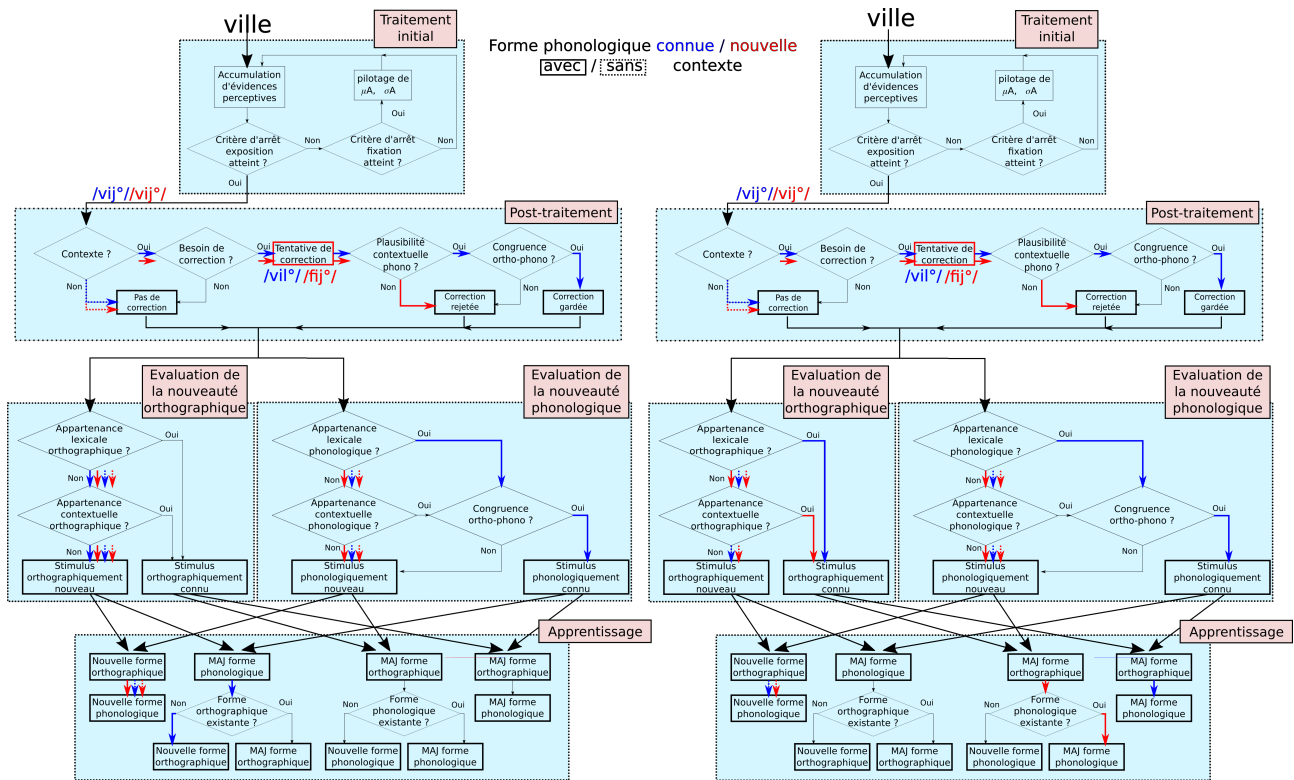 ville
Traitement
initial
Accumulation
d'évidences
perceptives
pilotage de
μA, σA
Oui
Critère d'arrêt
exposition
atteint ?
Non
Critère d'arrêt
fixation
atteint ?
Non
Oui
Forme phonologique connue / nouvelle
avec / sans contexte
ville
Traitement
initial
Accumulation
d'évidences
perceptives
pilotage de
μA, σA
Oui
Critère d'arrêt
exposition
atteint ?
Non
Critère d'arrêt
fixation
atteint ?
Non
Oui
/vij°//vij°/
Post-traitement
Contexte ?
Oui
Besoin de
correction ?
Oui
Tentative de
correction
/vil°/ /fij°/
Plausibilité
contextuelle
phono ?
Oui
Congruence
ortho-phono ?
Oui
Non
Non
Non
Non
Pas de
correction
Correction
rejetée
Correction
gardée
/vij°//vij°/
Post-traitement
Contexte ?
Oui
Besoin de
correction ?
Oui
Tentative de
correction
/vil°/ /fij°/
Plausibilité
contextuelle
phono ?
Oui
Congruence
ortho-phono ?
Oui
Non
Non
Non
Non
Pas de
correction
Correction
rejetée
Correction
gardée
Evaluation de
la nouveauté
orthographique
Appartenance
lexicale
orthographique ?
Oui
Non
Appartenance
contextuelle
orthographique ?
Oui
Non
Stimulus
orthographiquement
nouveau
Stimulus
orthographiquement
connu
Evaluation de
la nouveauté
phonologique
Appartenance
lexicale
phonologique ?
Oui
Non
Appartenance
contextuelle
phonologique ?
Oui
Congruence
ortho-phono ?
Oui
Non
Non
Stimulus
phonologiquement
nouveau
Stimulus
phonologiquement
connu
Evaluation de
la nouveauté
orthographique
Appartenance
lexicale
orthographique ?
Oui
Non
Appartenance
contextuelle
orthographique ?
Oui
Non
Stimulus
orthographiquement
nouveau
Stimulus
orthographiquement
connu
Evaluation de
la nouveauté
phonologique
Appartenance
lexicale
phonologique ?
Oui
Non
Appartenance
contextuelle
phonologique ?
Oui
Congruence
ortho-phono ?
Oui
Non
Non
Stimulus
phonologiquement
nouveau
Stimulus
phonologiquement
connu
Apprentissage
Nouvelle forme
orthographique
MAJ forme
phonologique
MAJ forme
orthographique
MAJ forme
orthographique
Nouvelle forme
phonologique
Non
Forme
orthographique
existante ?
Oui
Non
Forme
phonologique
existante ?
Oui
MAJ forme
phonologique
Nouvelle forme
orthographique
MAJ forme
orthographique
Nouvelle forme
phonologique
MAJ forme
phonologique
Apprentissage
Nouvelle forme
orthographique
MAJ forme
phonologique
MAJ forme
orthographique
MAJ forme
orthographique
Nouvelle forme
phonologique
Non
Forme
orthographique
existante ?
Oui
Non
Forme
phonologique
existante ?
Oui
MAJ forme
phonologique
Nouvelle forme
orthographique
MAJ forme
orthographique
Nouvelle forme
phonologique
MAJ forme
phonologique